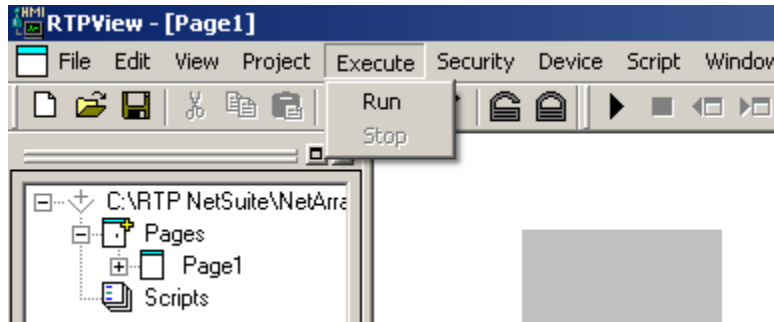 HMI
RTPView - [Page1]
File Edit View Project Execute Security Device Script Window
Run
Stop
C:\RTP NetSuite\NetArra
Pages
Page1
Scripts